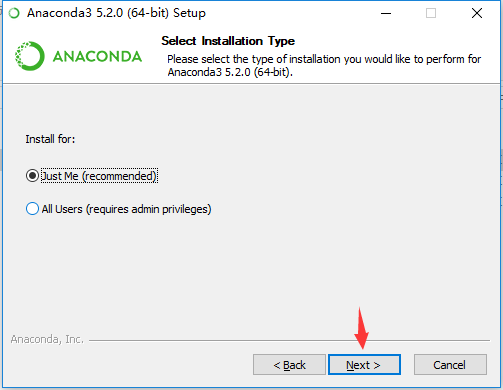 Anaconda3 5.2.0 (64-bit) Setup
ANACONDA
Select Installation Type
Please select the type of installation you would like to perform for
Anaconda3 5.2.0 (64-bit).
Install for:
Just Me (recommended)
All Users (requires admin privileges)
Anaconda, Inc.
< Back
Next >
Cancel